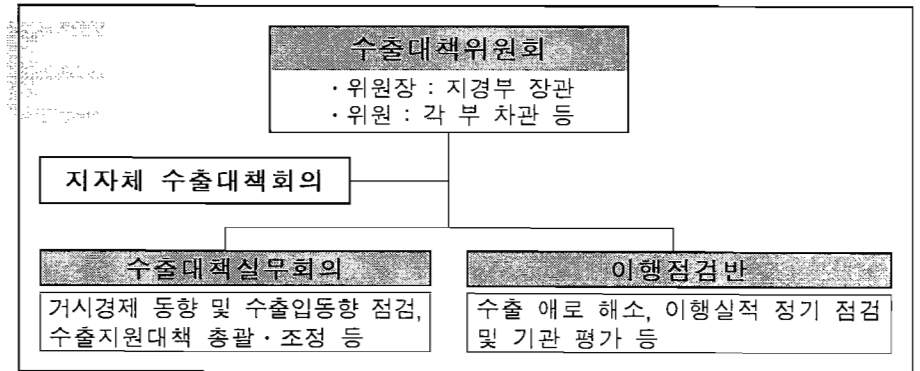 수출대책위원회
· 위원장 : 지경부 장관
· 위원 : 각 부 차관 등
지자체 수출대책회의
수출대책실무회의
거시경제 동향 및 수출입동향 점검,
수출지원대책 총괄 · 조정 등
이행점검반
수출 애로 해소, 이행실적 정기 점검
및 기관 평가 등